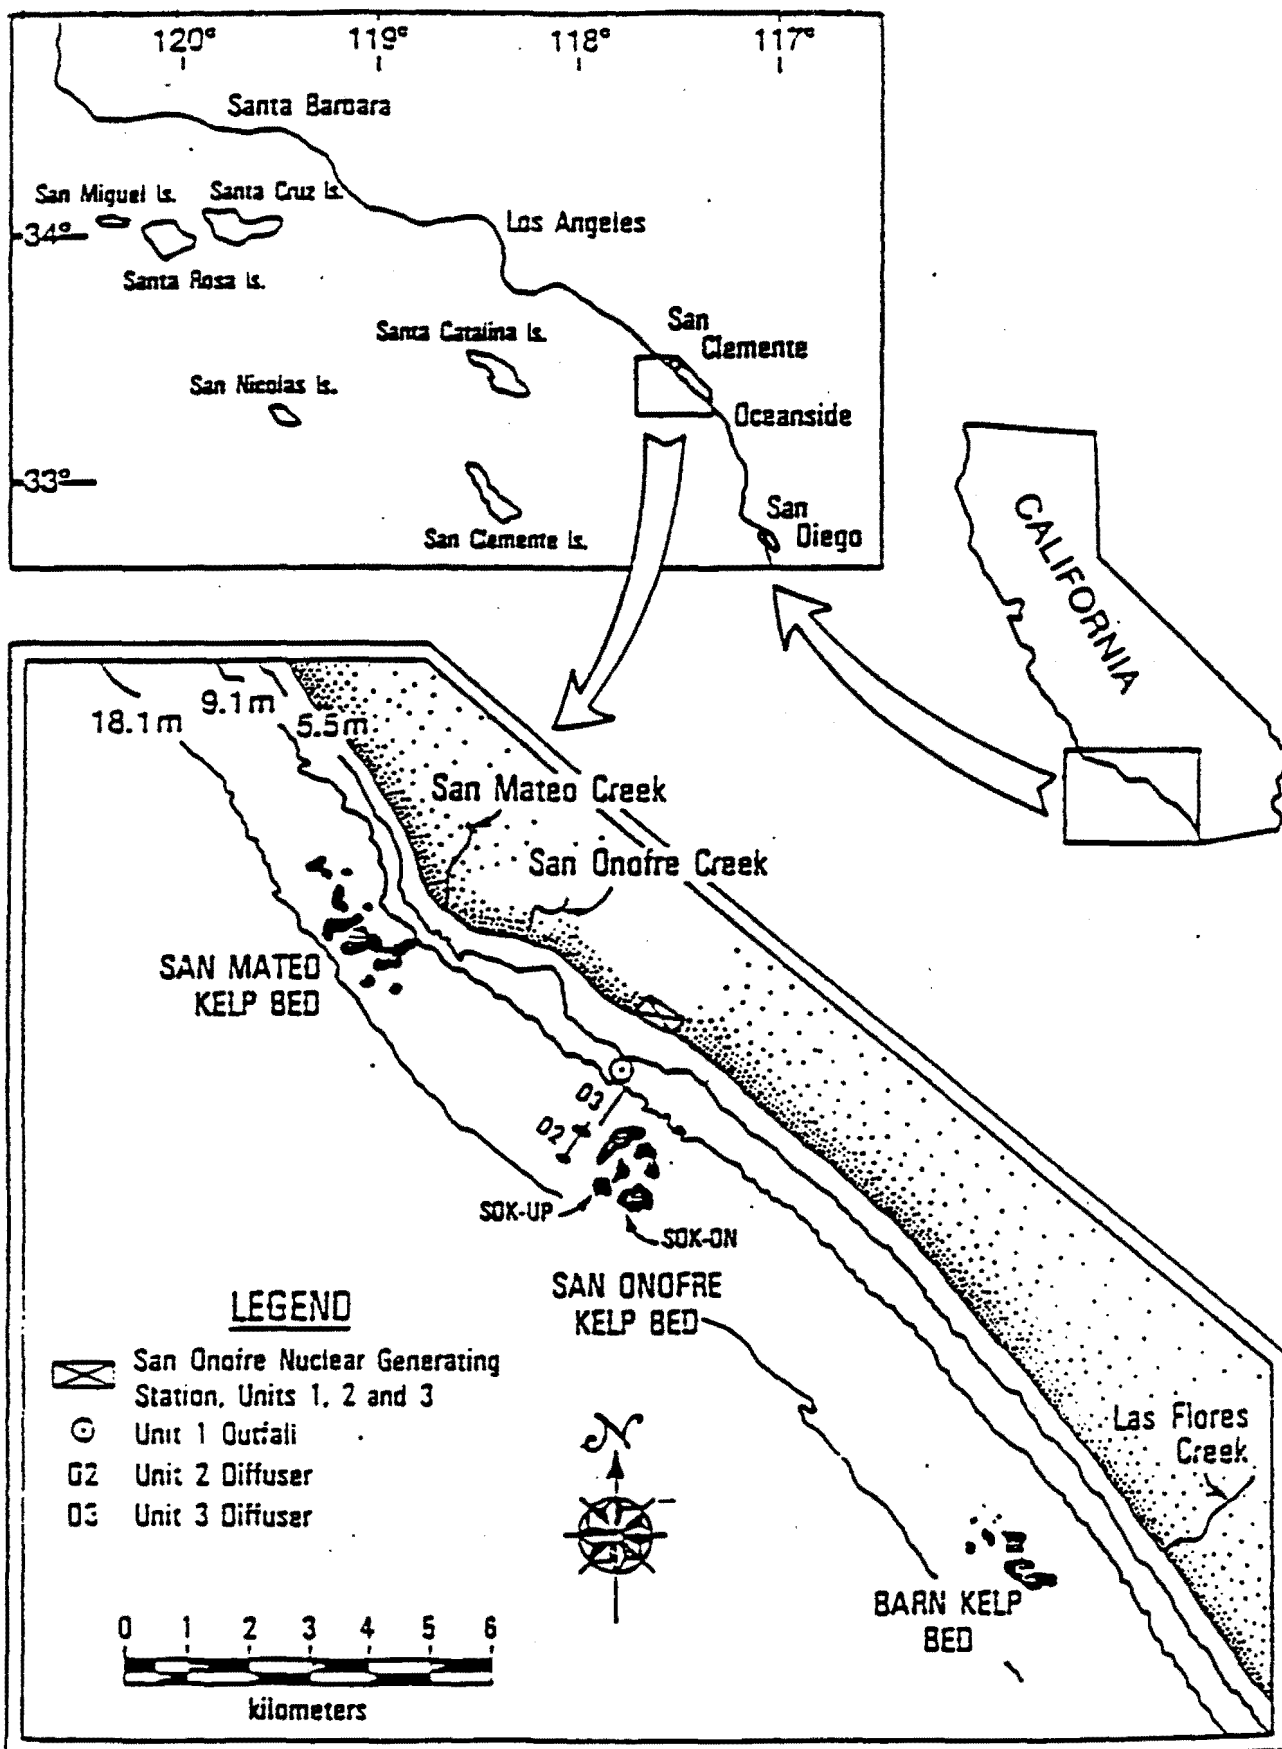 120° 119° 118° 117°
Santa Barbara
San Miguel Is. Santa Cruz Is.
34°
Los Angeles
Santa Rosa Is.
San
Clemente
Santa Catalina Is.
San Nicolas Is.
Oceanside
33°
San
Diego
San Clemente Is.
CALIFORNIA
18.1m
9.1m
5.5m
San Mateo Creek
San Onofre Creek
SAN MATEO
KELP BED
D3
D2
SOK-UP
SOK-ON
SAN ONOFRE
KELP BED
LEGEND
San Onofre Nuclear Generating
Station, Units 1, 2 and 3
Unit 1 Outfall
D2 Unit 2 Diffuser
D3 Unit 3 Diffuser
N
Las Flores
Creek
BARN KELP
BED
0 1 2 3 4 5 6
kilometers